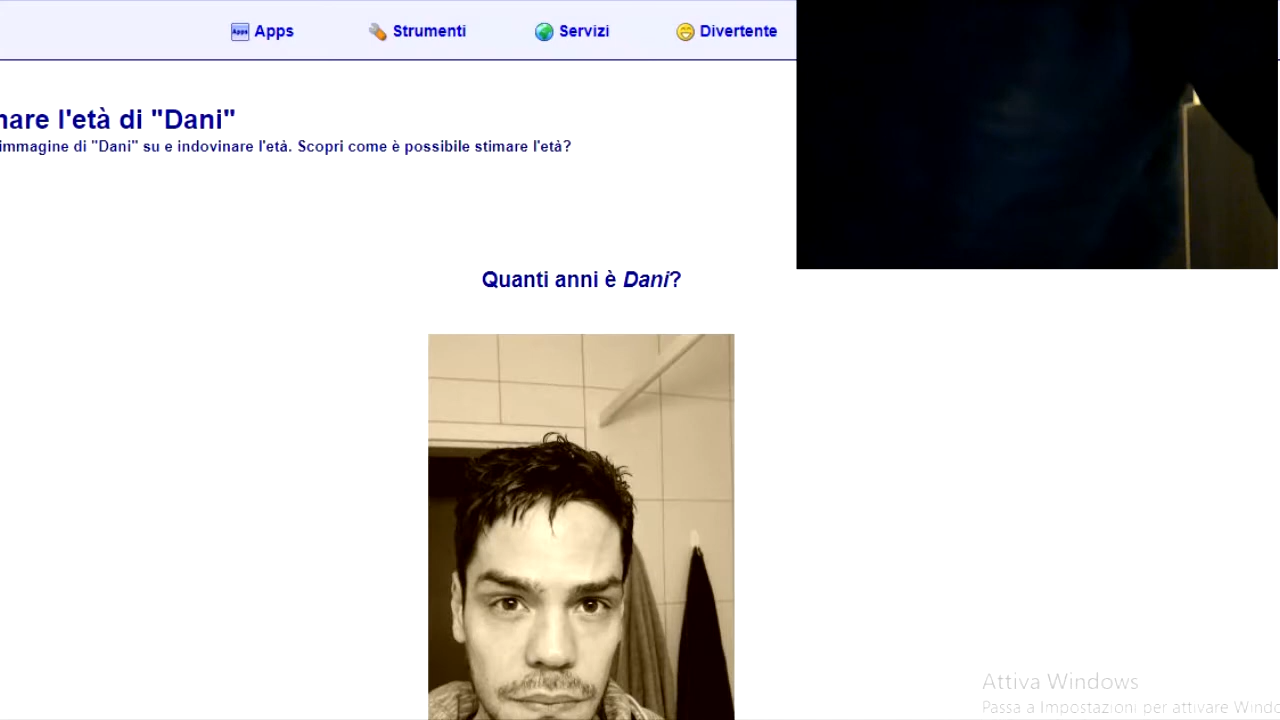 Apps Strumenti Servizi Divertente
nare l'età di "Dani"
immagine di "Dani" su e indovinare l'età. Scopri come è possibile stimare l'età?
Quanti anni è Dani?
Attiva Windows
Passa a Impostazioni per attivare Windo